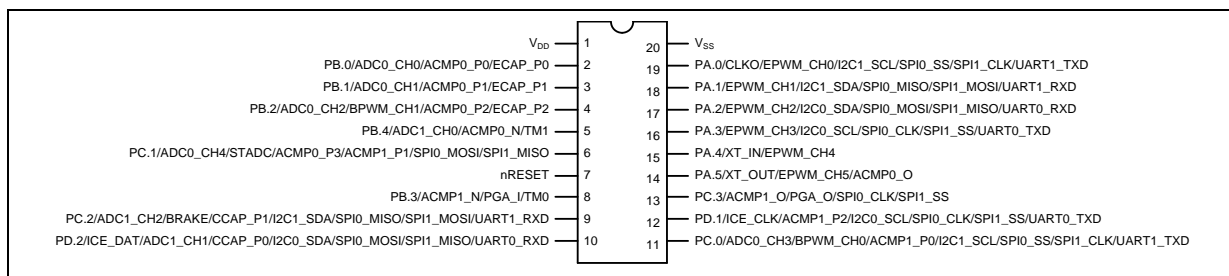 V_DD 1 20 V_SS
PB.0/ADC0_CH0/ACMP0_P0/ECAP_P0 2 19 PA.0/CLKO/EPWM_CH0/I2C1_SCL/SPI0_SS/SPI1_CLK/UART1_TXD
PB.1/ADC0_CH1/ACMP0_P1/ECAP_P1 3 18 PA.1/EPWM_CH1/I2C1_SDA/SPI0_MISO/SPI1_MOSI/UART1_RXD
PB.2/ADC0_CH2/BPWM_CH1/ACMP0_P2/ECAP_P2 4 17 PA.2/EPWM_CH2/I2C0_SDA/SPI0_MOSI/SPI1_MISO/UART0_RXD
PB.4/ADC1_CH0/ACMP0_N/TM1 5 16 PA.3/EPWM_CH3/I2C0_SCL/SPI0_CLK/SPI1_SS/UART0_TXD
PC.1/ADC0_CH4/STADC/ACMP0_P3/ACMP1_P1/SPI0_MOSI/SPI1_MISO 6 15 PA.4/XT_IN/EPWM_CH4
nRESET 7 14 PA.5/XT_OUT/EPWM_CH5/ACMP0_O
PB.3/ACMP1_N/PGA_I/TM0 8 13 PC.3/ACMP1_O/PGA_O/SPI0_CLK/SPI1_SS
PC.2/ADC1_CH2/BRAKE/CCAP_P1/I2C1_SDA/SPI0_MISO/SPI1_MOSI/UART1_RXD 9 12 PD.1/ICE_CLK/ACMP1_P2/I2C0_SCL/SPI0_CLK/SPI1_SS/UART0_TXD
PD.2/ICE_DAT/ADC1_CH1/CCAP_P0/I2C0_SDA/SPI0_MOSI/SPI1_MISO/UART0_RXD 10 11 PC.0/ADC0_CH3/BPWM_CH0/ACMP1_P0/I2C1_SCL/SPI0_SS/SPI1_CLK/UART1_TXD